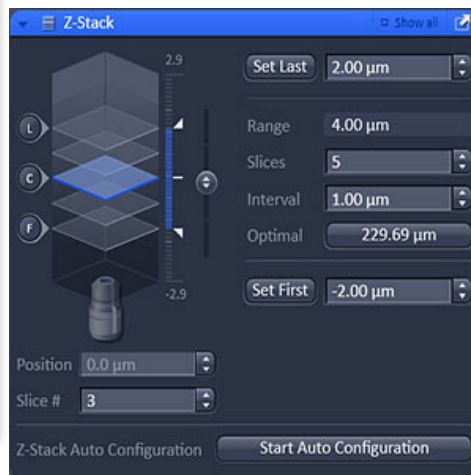 Z-Stack
Show all
2.9
Set Last 2.00 µm
L
Range 4.00 µm
C
Slices 5
Interval 1.00 µm
F
Optimal 229.69 µm
-2.9
Set First -2.00 µm
Position 0.0 µm
Slice # 3
Z-Stack Auto Configuration Start Auto Configuration